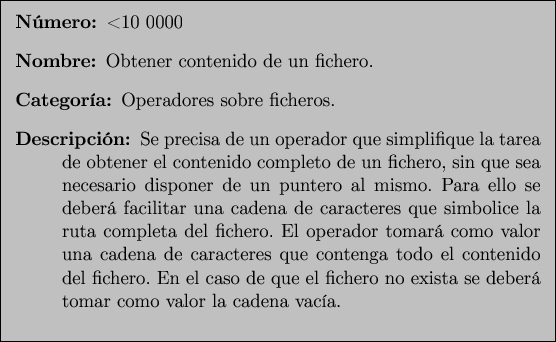 Número: <10 0000
Nombre: Obtener contenido de un fichero.
Categoría: Operadores sobre ficheros.
Descripción: Se precisa de un operador que simplifique la tarea
de obtener el contenido completo de un fichero, sin que sea
necesario disponer de un puntero al mismo. Para ello se
deberá facilitar una cadena de caracteres que simbolice la
ruta completa del fichero. El operador tomará como valor
una cadena de caracteres que contenga todo el contenido
del fichero. En el caso de que el fichero no exista se deberá
tomar como valor la cadena vacía.